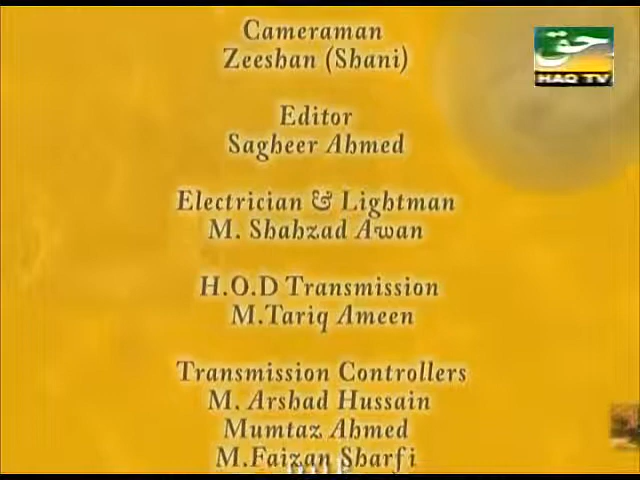 Cameraman
Zeeshan (Shani)
حق
HAQ TV
Editor
Sagheer Ahmed
Electrician & Lightman
M. Shahzad Awan
H.O.D Transmission
M.Tariq Ameen
Transmission Controllers
M. Arshad Hussain
Mumtaz Ahmed
M.Faizan Sharfi